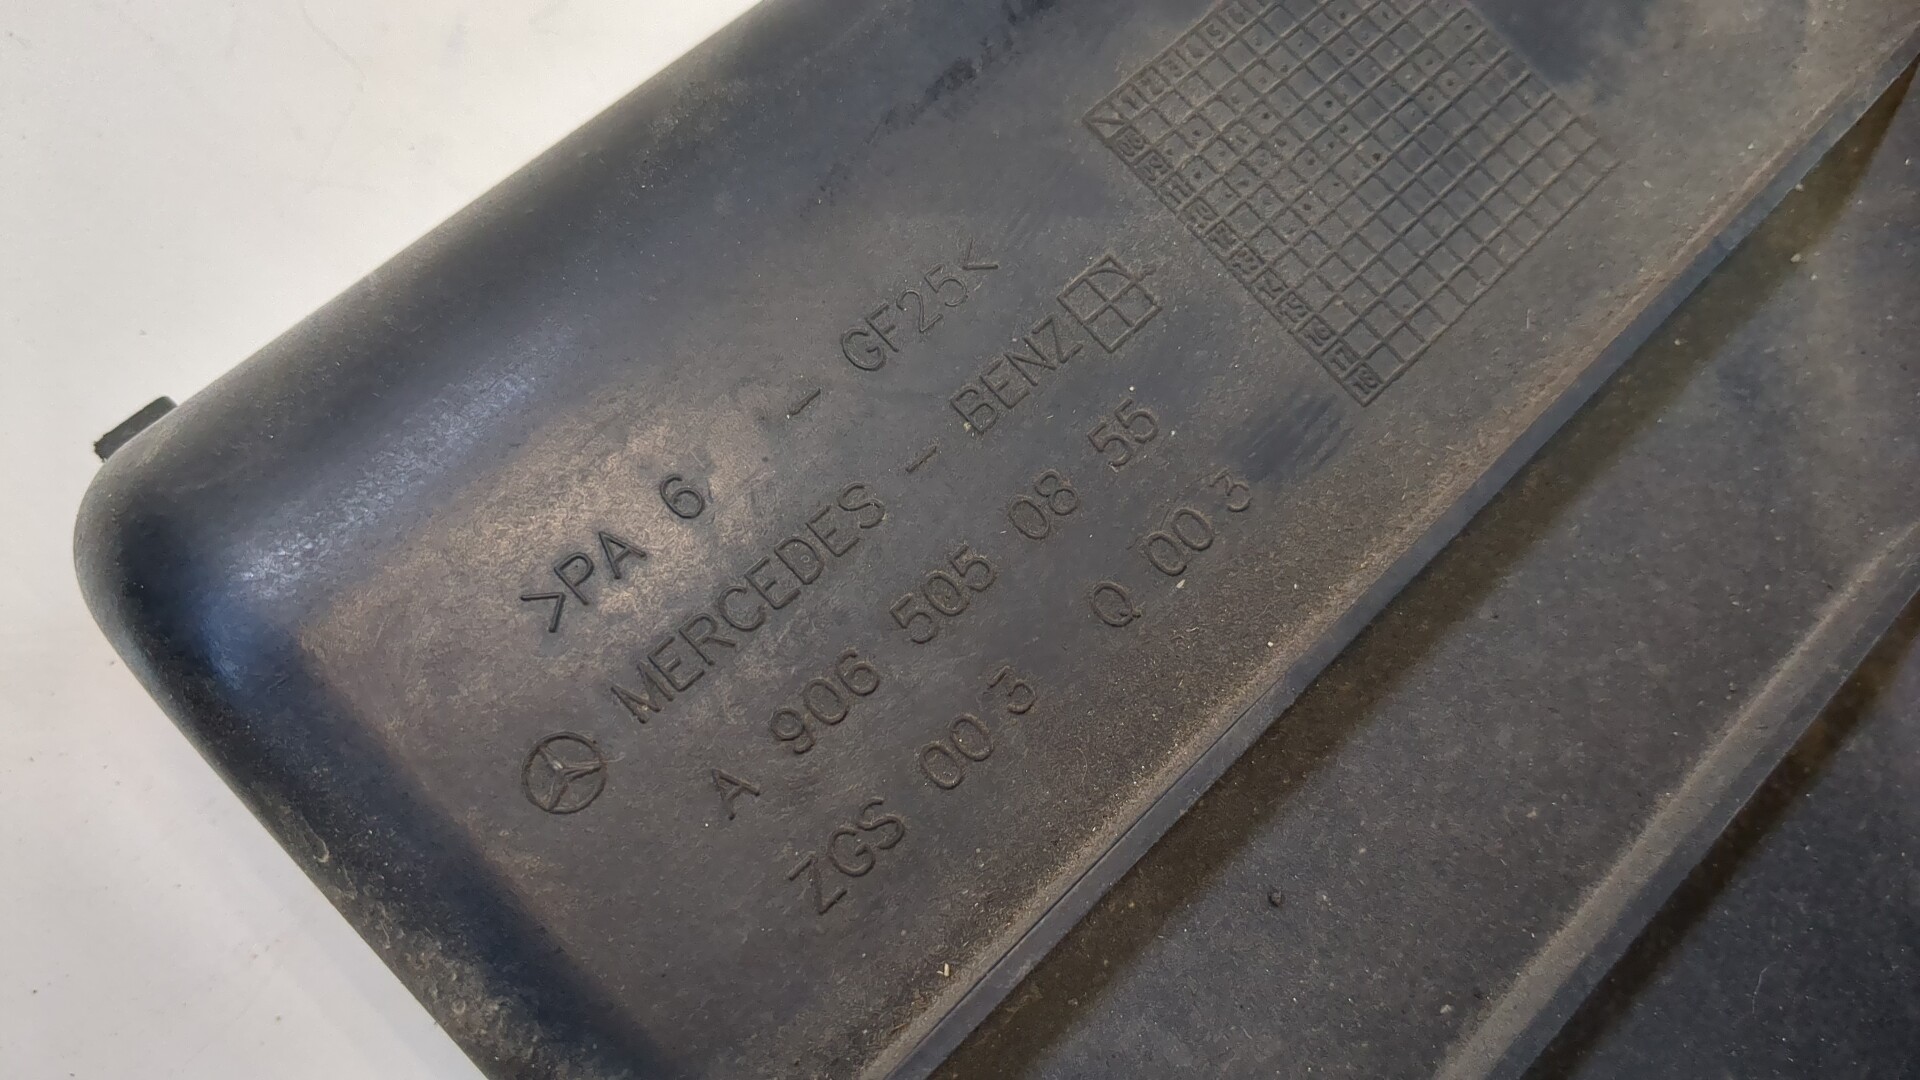 >PA 6 - GF25<
MERCEDES - BENZ
A 906 505 08 55
ZGS 003 Q 003